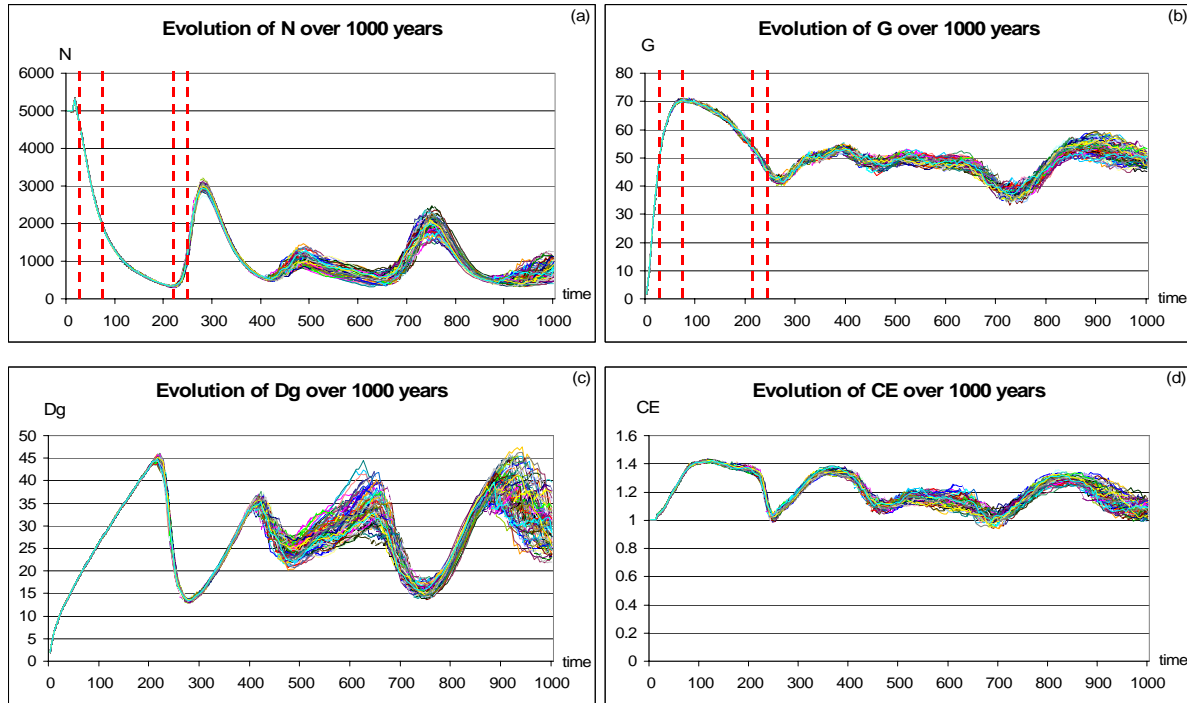 (a)
Evolution of N over 1000 years
N
6000
5000
4000
3000
2000
1000
0
time
0 100 200 300 400 500 600 700 800 900 1000
(b)
Evolution of G over 1000 years
G
80
70
60
50
40
30
20
10
0
time
0 100 200 300 400 500 600 700 800 900 1000
(c)
Evolution of Dg over 1000 years
Dg
50
45
40
35
30
25
20
15
10
5
0
time
0 100 200 300 400 500 600 700 800 900 1000
(d)
Evolution of CE over 1000 years
CE
1.6
1.4
1.2
1
0.8
0.6
0.4
0.2
0
time
0 100 200 300 400 500 600 700 800 900 1000